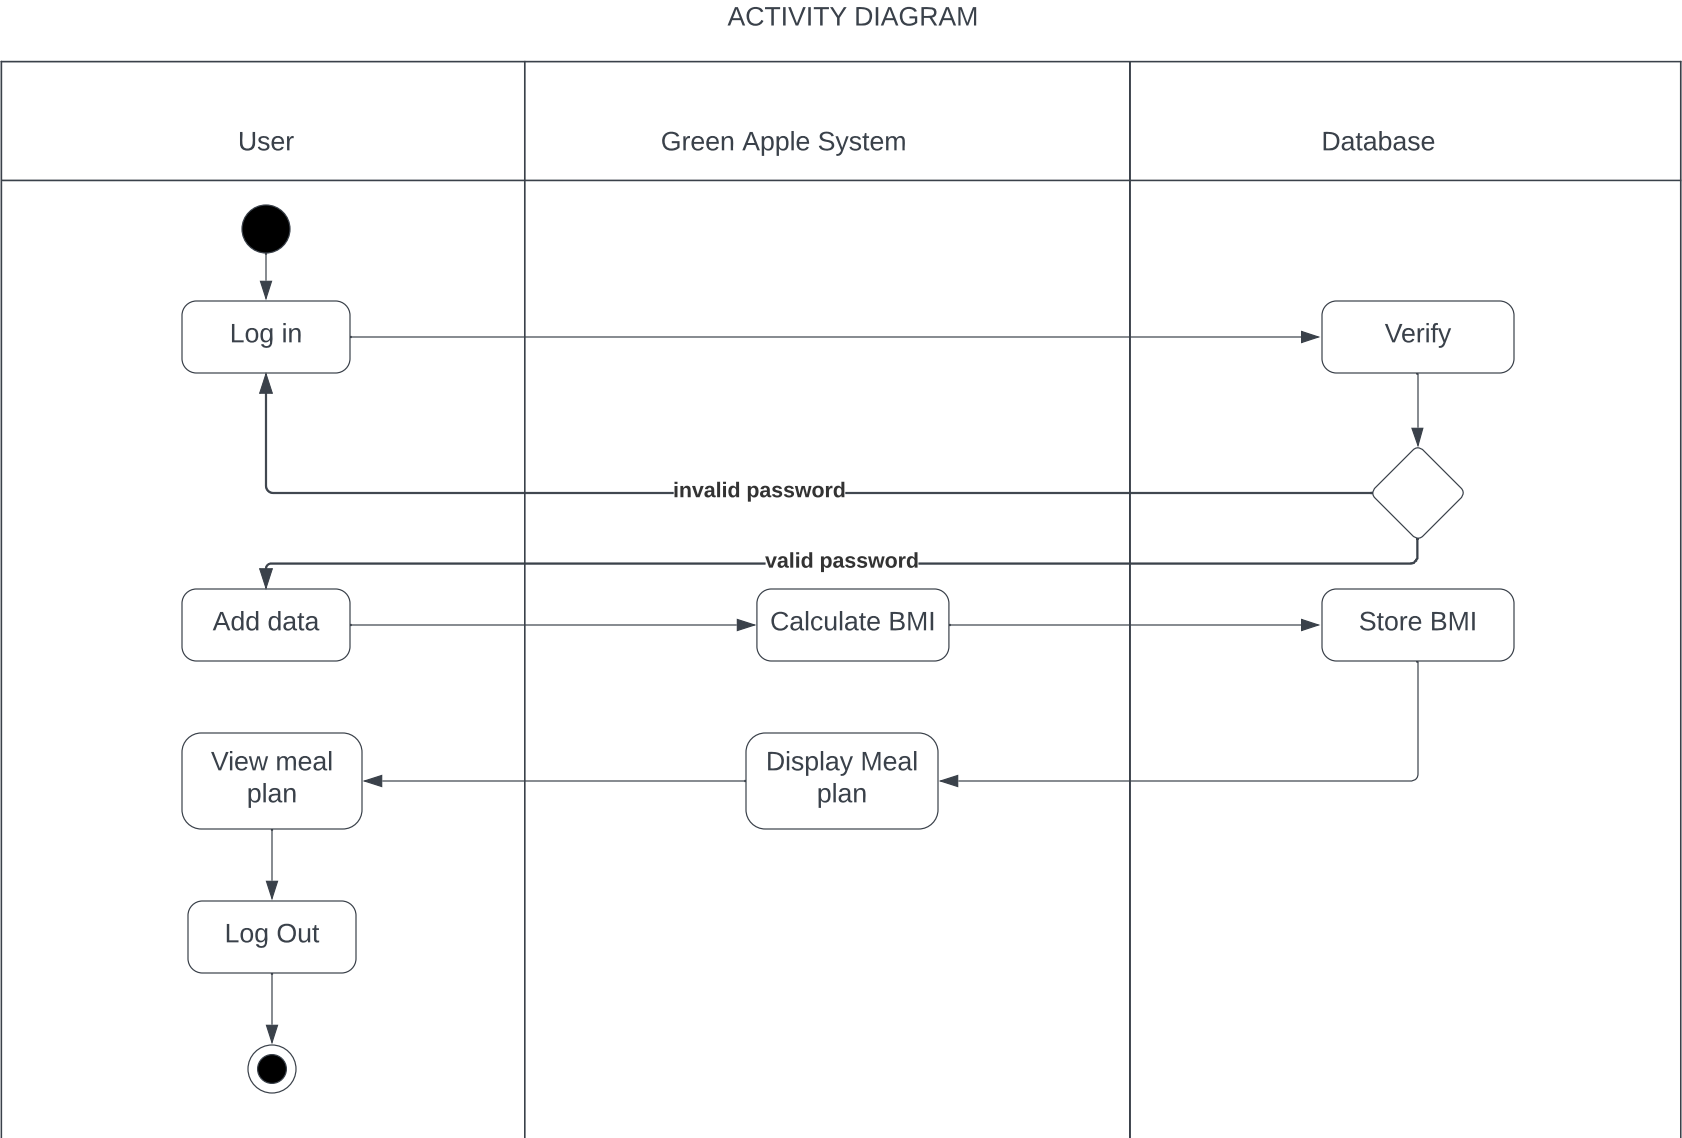 ACTIVITY DIAGRAM
User
Green Apple System
Database
Log in
Verify
invalid password
valid password
Add data
Calculate BMI
Store BMI
View meal
plan
Display Meal
plan
Log Out